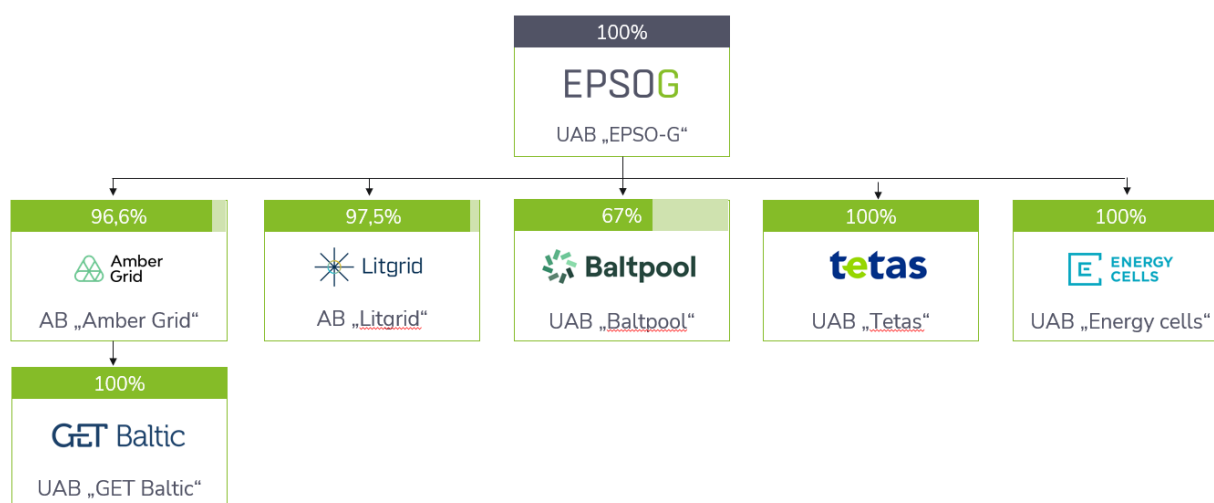 100%
EPSOG
UAB „EPSO-G“
96,6%
Amber
Grid
AB „Amber Grid“
97,5%
Litgrid
AB „Litgrid“
67%
Baltpool
UAB „Baltpool“
100%
tetas
UAB „Tetas“
100%
E ENERGY
CELLS
UAB „Energy cells“
100%
GET Baltic
UAB „GET Baltic“